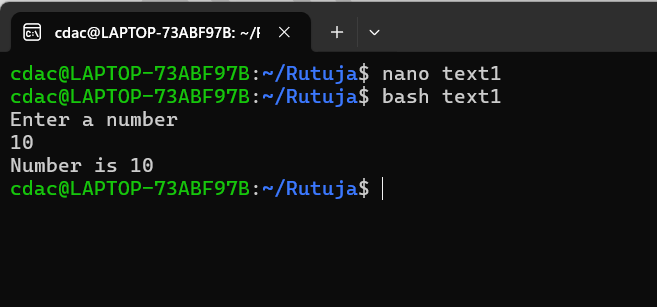 cdac@LAPTOP-73ABF97B: ~/F
cdac@LAPTOP-73ABF97B:~/Rutuja$ nano text1
cdac@LAPTOP-73ABF97B:~/Rutuja$ bash text1
Enter a number
10
Number is 10
cdac@LAPTOP-73ABF97B:~/Rutuja$